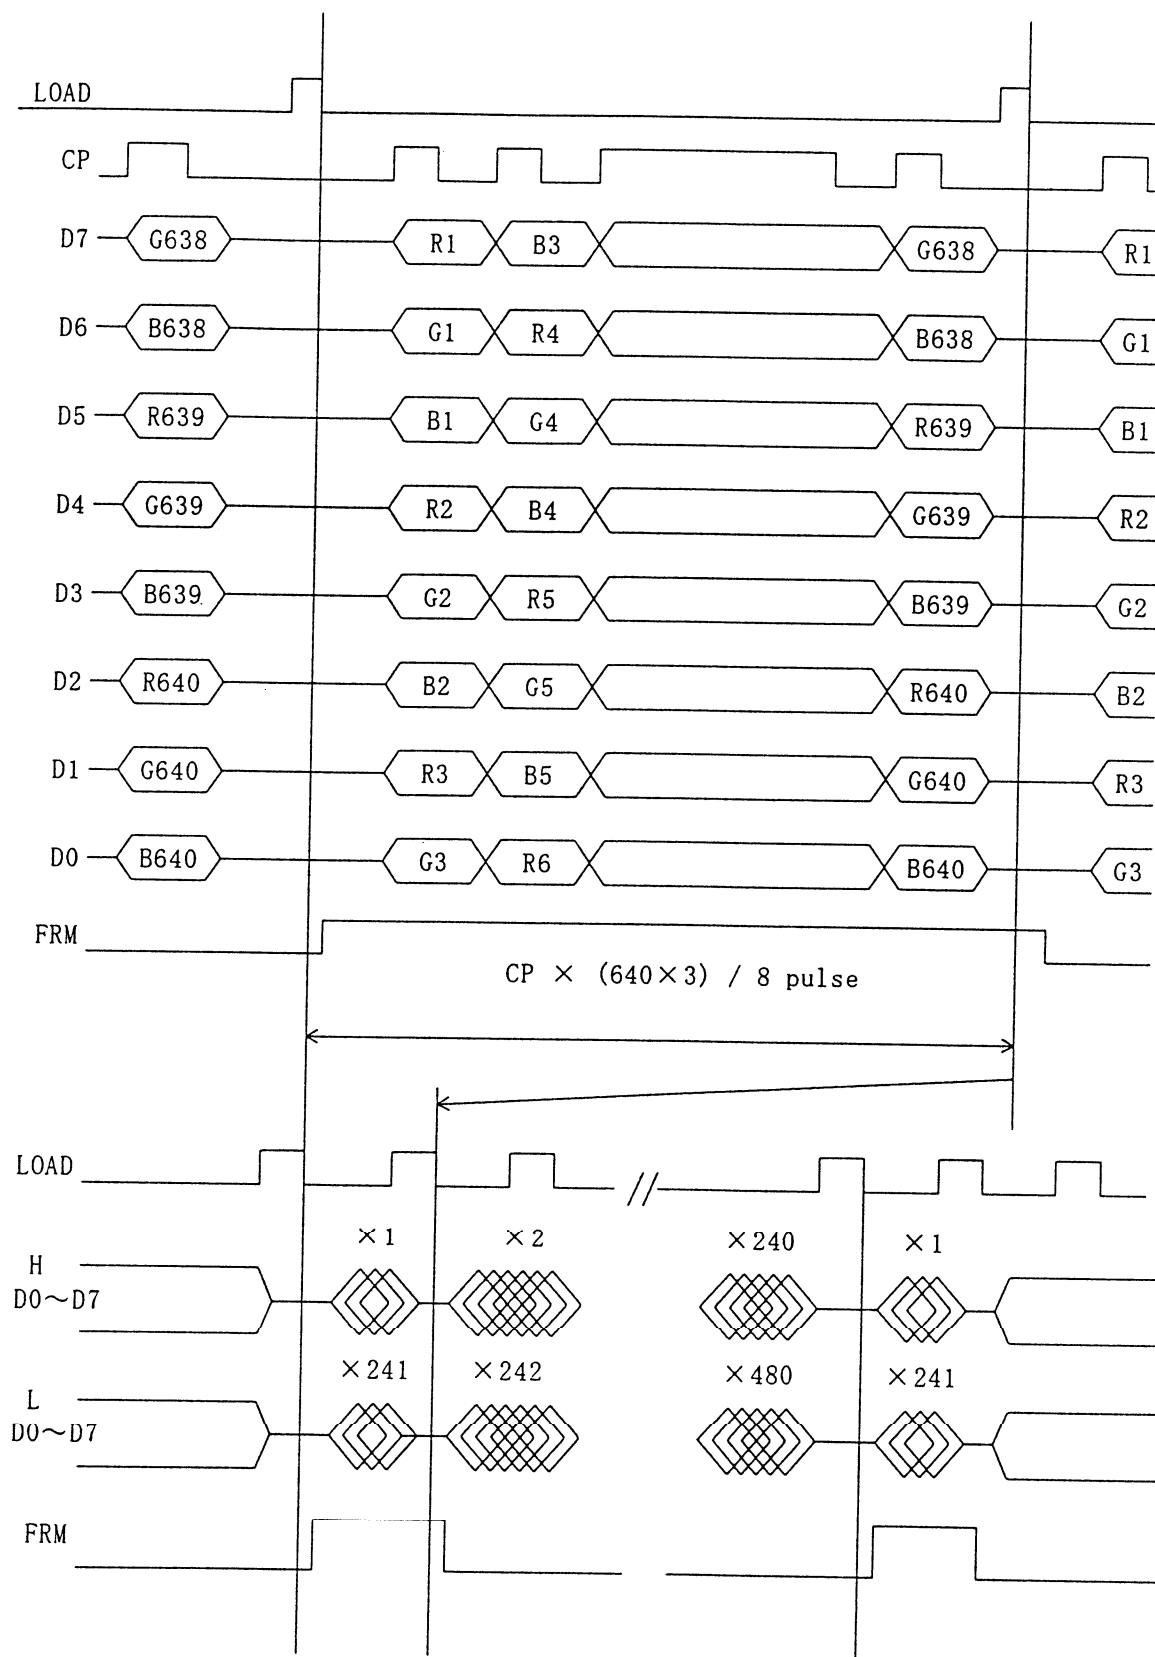 LOAD
CP
D7 G638 R1 B3 G638 R1
D6 B638 G1 R4 B638 G1
D5 R639 B1 G4 R639 B1
D4 G639 R2 B4 G639 R2
D3 B639 G2 R5 B639 G2
D2 R640 B2 G5 R640 B2
D1 G640 R3 B5 G640 R3
D0 B640 G3 R6 B640 G3
FRM
CP × (640×3) / 8 pulse
LOAD //
×1 ×2 ×240 ×1
H
D0～D7
×241 ×242 ×480 ×241
L
D0～D7
FRM